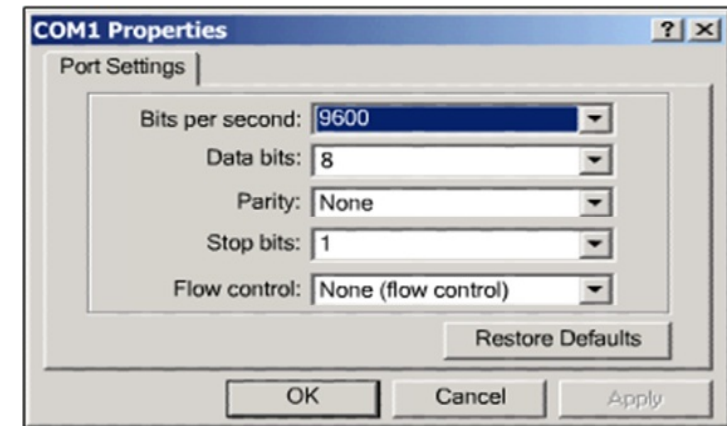 COM1 Properties ? ×
Port Settings
Bits per second: 9600
Data bits: 8
Parity: None
Stop bits: 1
Flow control: None (flow control)
Restore Defaults
OK Cancel Apply